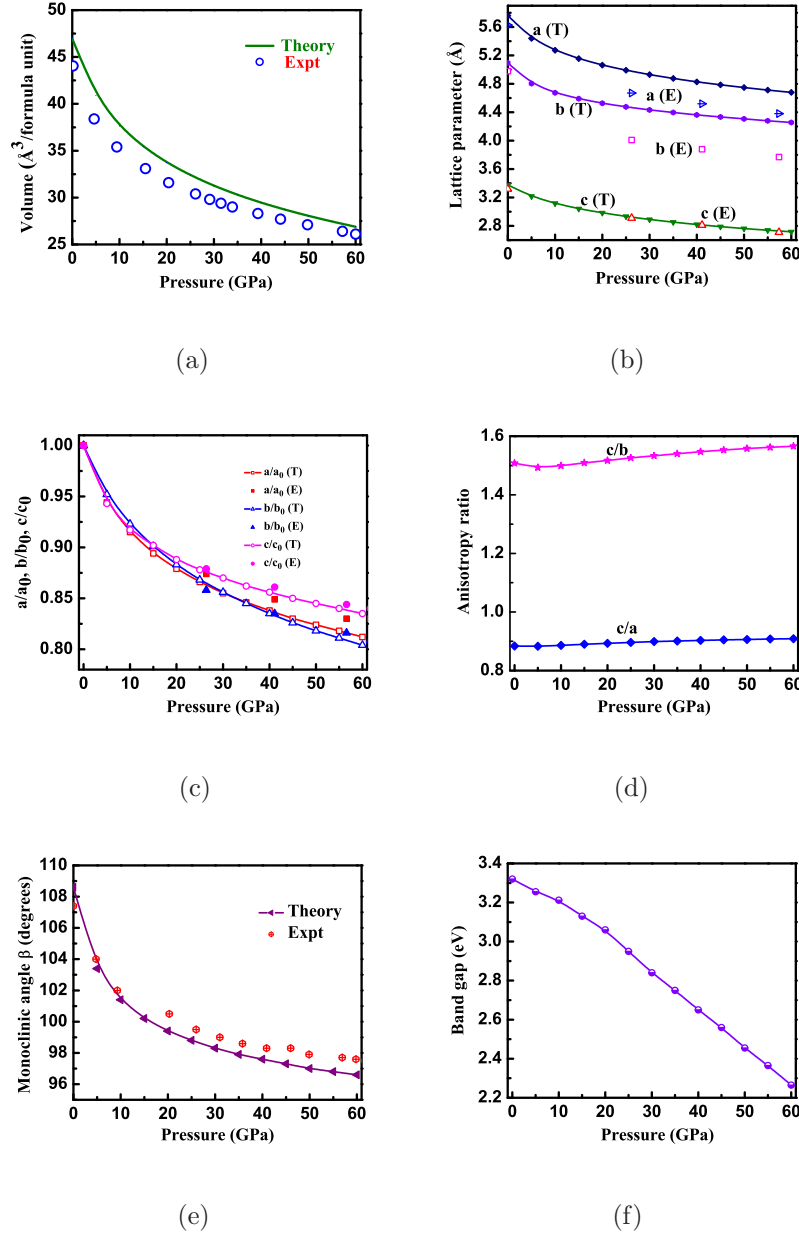 50
45
40
35
30
25
0 10 20 30 40 50 60
Volume (Å3/formula unit)
Pressure (GPa)
Theory
Expt
(a)
5.6
5.2
4.8
4.4
4.0
3.6
3.2
2.8
0 10 20 30 40 50 60
Lattice parameter (Å)
Pressure (GPa)
a (T)
a (E)
b (T)
b (E)
c (T)
c (E)
(b)
1.00
0.95
0.90
0.85
0.80
0 10 20 30 40 50 60
a/a0, b/b0, c/c0
Pressure (GPa)
a/a0 (T)
a/a0 (E)
b/b0 (T)
b/b0 (E)
c/c0 (T)
c/c0 (E)
(c)
1.6
1.4
1.2
1.0
0.8
0 10 20 30 40 50 60
Anisotropy ratio
Pressure (GPa)
c/b
c/a
(d)
110
108
106
104
102
100
98
96
0 10 20 30 40 50 60
Monoclinic angle β (degrees)
Pressure (GPa)
Theory
Expt
(e)
3.4
3.2
3.0
2.8
2.6
2.4
2.2
0 10 20 30 40 50 60
Band gap (eV)
Pressure (GPa)
(f)